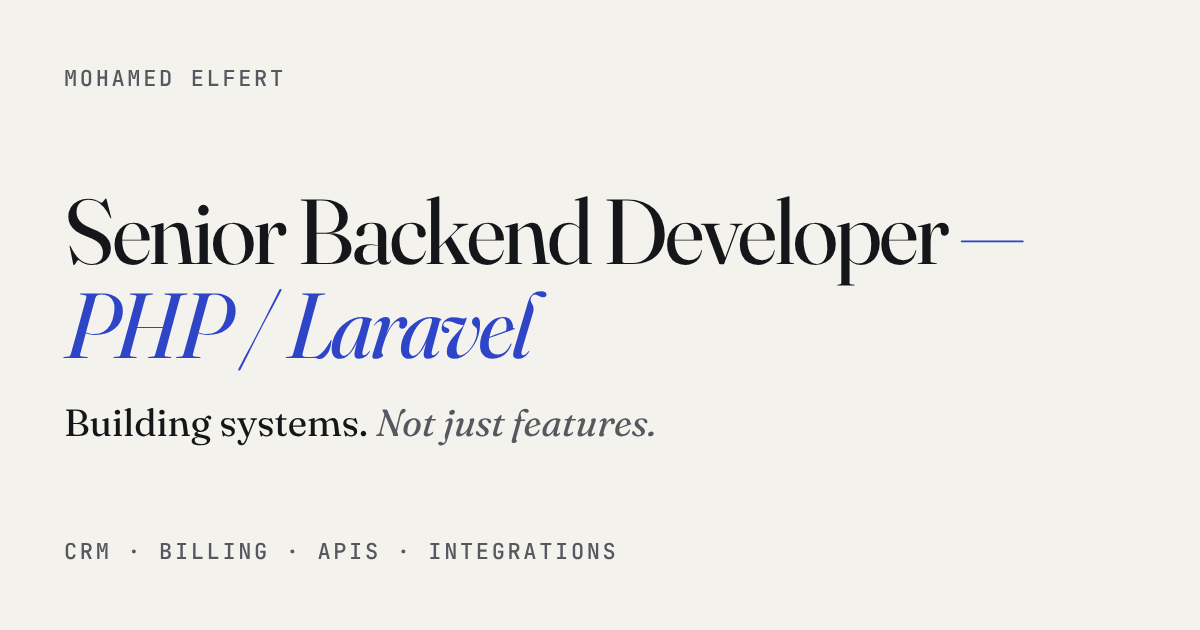 MOHAMED ELFERT
Senior Backend Developer —
PHP / Laravel
Building systems. Not just features.
CRM · BILLING · APIS · INTEGRATIONS